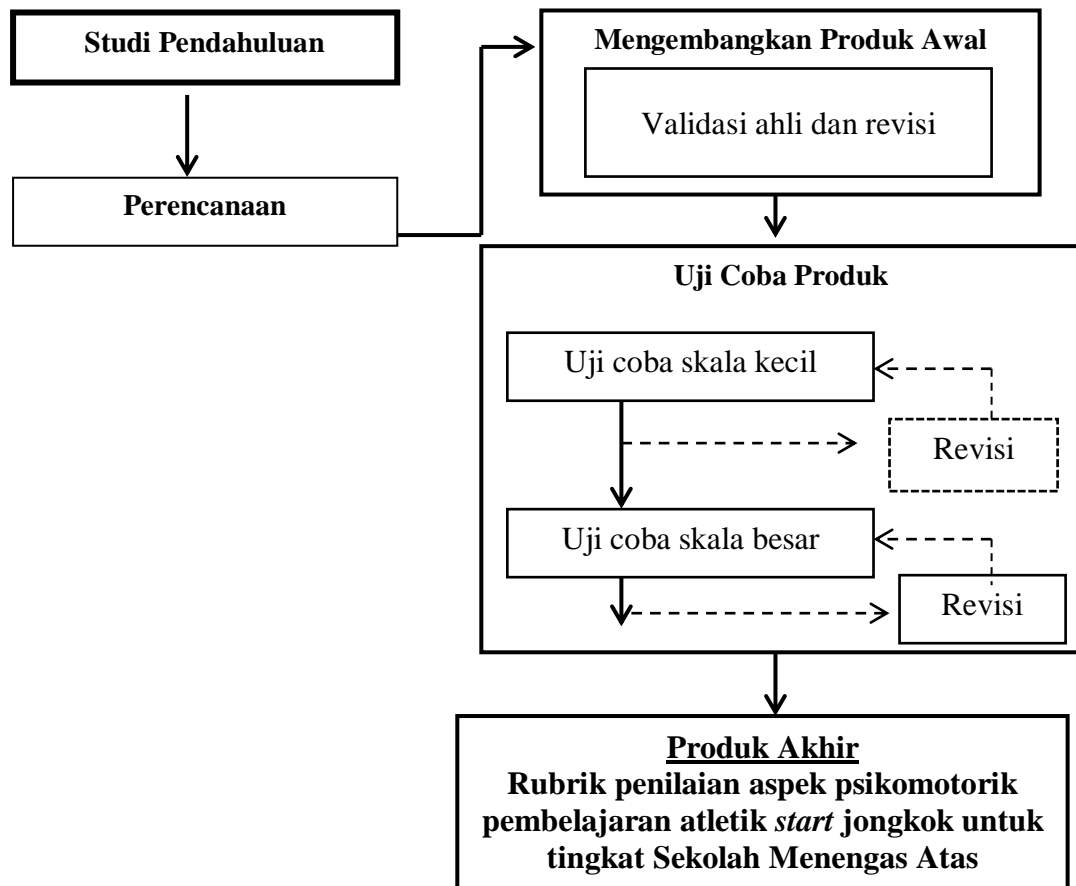 Studi Pendahuluan
Perencanaan
Mengembangkan Produk Awal
Validasi ahli dan revisi
Uji Coba Produk
Uji coba skala kecil
Revisi
Uji coba skala besar
Revisi
Produk Akhir
Rubrik penilaian aspek psikomotorik
pembelajaran atletik start jongkok untuk
tingkat Sekolah Menengas Atas